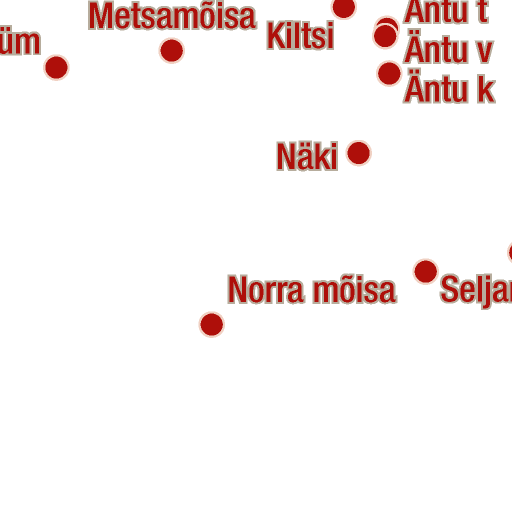 Metsamõisa
Kiltsi
Äntu t
Äntu v
Äntu k
Näki
Norra mõisa